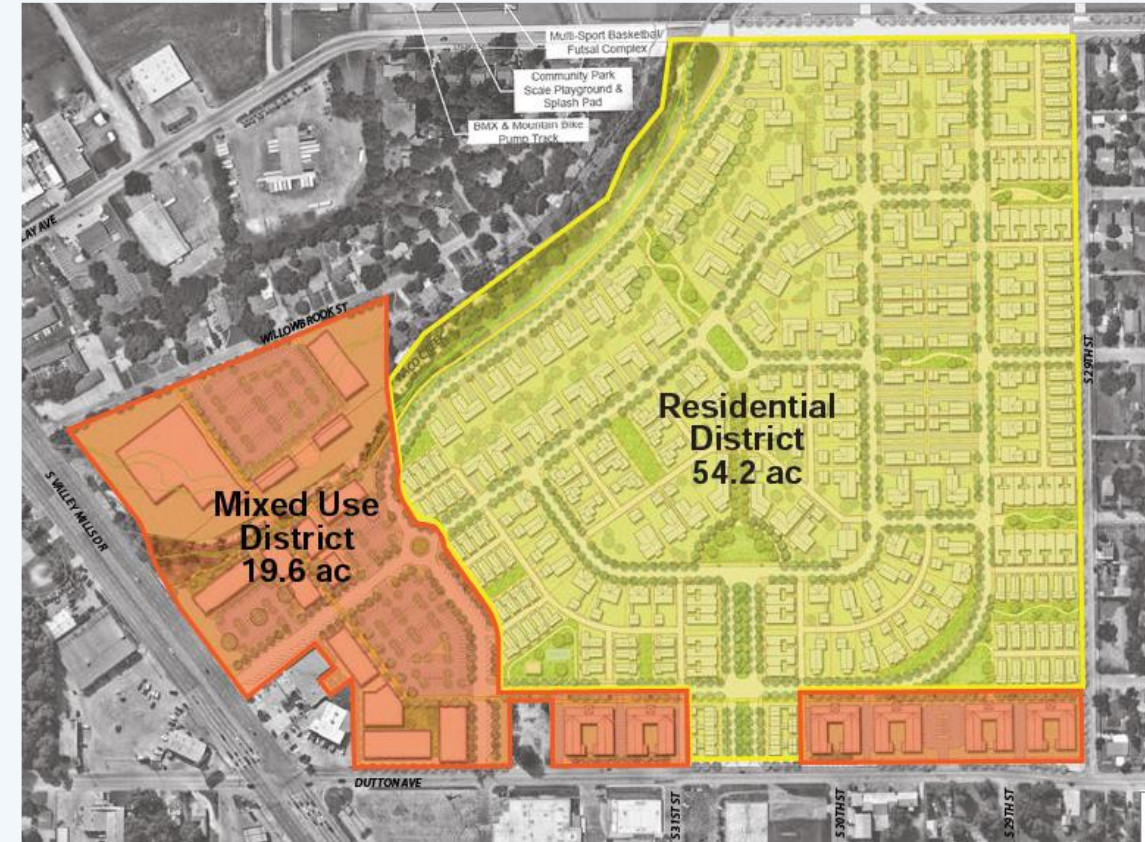 Multi-Sport Basketball/
Futsal Complex
Community Park
Scale Playground &
Splash Pad
BMX & Mountain Bike
Pump Track
LAY AVE
WILLOWBROOK ST
WACO CREEK
S 29TH ST
Residential
District
54.2 ac
Mixed Use
District
19.6 ac
S VALLEY MILLS DR
DUTTON AVE
S 31ST ST
S 30TH ST
S 29TH ST